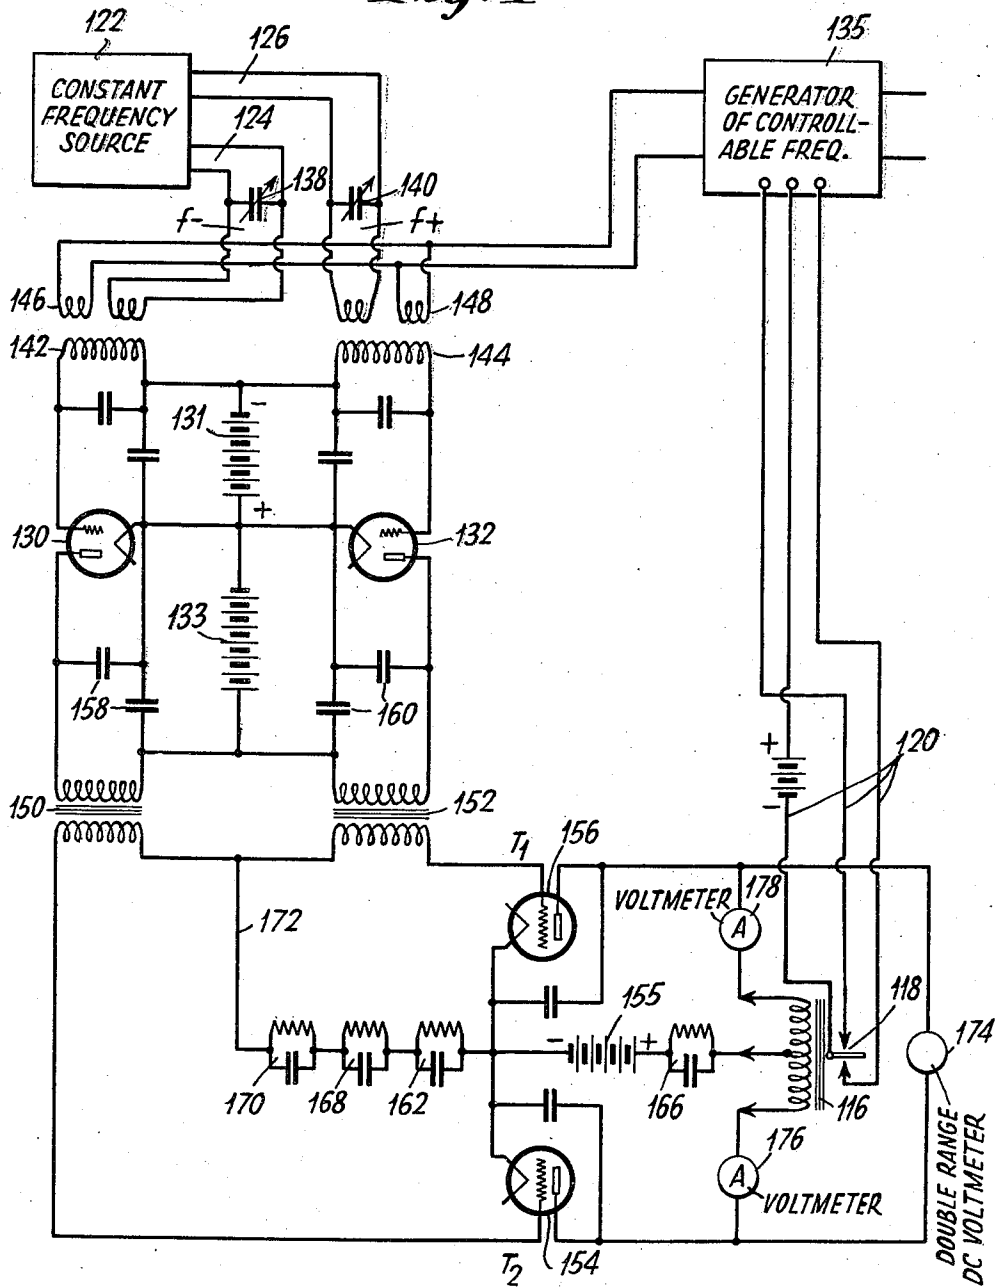 122
126
135
CONSTANT
FREQUENCY
SOURCE
GENERATOR
OF CONTROLL-
ABLE FREQ.
124
138
140
f-
f+
146
148
142
144
131
-
+
130
132
133
158
160
+
-
120
150
152
T1
156
VOLTMETER
178
A
172
155
118
-
+
174
170
168
162
166
116
176
A
VOLTMETER
DOUBLE RANGE
DC VOLTMETER
T2
154